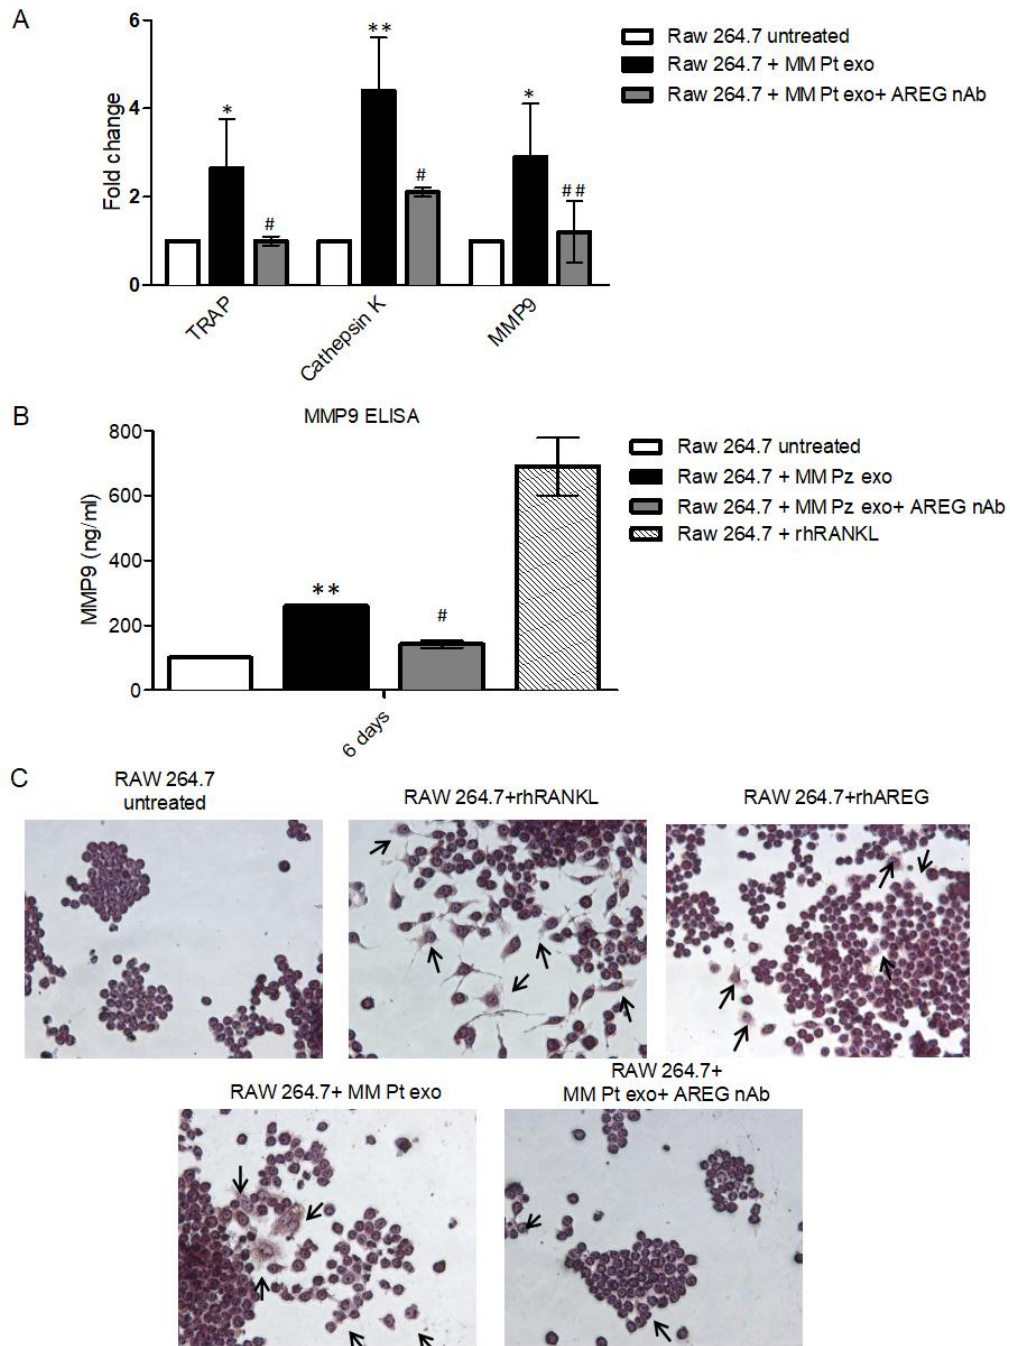 A
6
4
2
0
Fold change
*
#
**
#
*
##
TRAP
Cathepsin K
MMP9
Raw 264.7 untreated
Raw 264.7 + MM Pt exo
Raw 264.7 + MM Pt exo+ AREG nAb
B
MMP9 ELISA
800
600
400
200
0
MMP9 (ng/ml)
**
#
6 days
Raw 264.7 untreated
Raw 264.7 + MM Pz exo
Raw 264.7 + MM Pz exo+ AREG nAb
Raw 264.7 + rhRANKL
C
RAW 264.7
untreated
RAW 264.7+rhRANKL
RAW 264.7+rhAREG
RAW 264.7+ MM Pt exo
RAW 264.7+
MM Pt exo+ AREG nAb